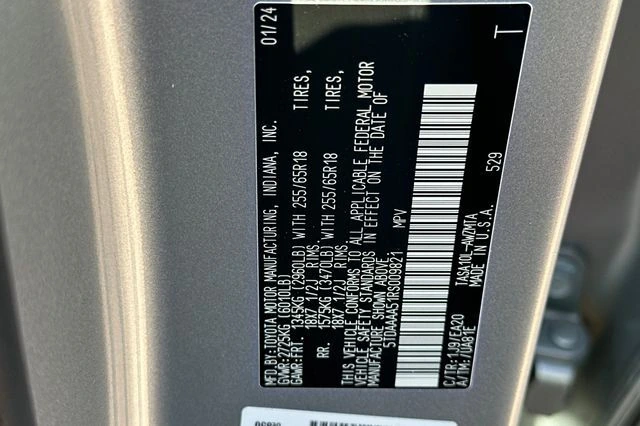 MFD.BY:TOYOTA MOTOR MANUFACTURING, INDIANA, INC. 01/24
GVWR:2725KG(6010LB)
GAWR:FRT. 1345KG(2960LB)WITH 255/65R18 TIRES,
18X7 1/2J RIMS.
RR. 1575KG(3470LB)WITH 255/65R18 TIRES,
18X7 1/2J RIMS.
THIS VEHICLE CONFORMS TO ALL APPLICABLE FEDERAL MOTOR
VEHICLE SAFETY STANDARDS IN EFFECT ON THE DATE OF
MANUFACTURE SHOWN ABOVE.
5TDAAAA51RS009821 MPV
C/TR:1J9/EA20 TASA10L-AWZMTA
A/TM:/UA81E MADE IN U.S.A. 529 T